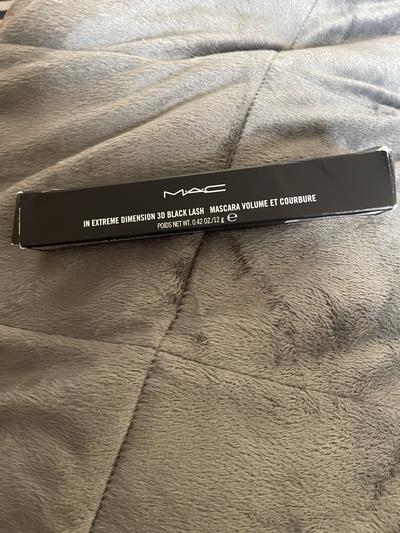 MAC
IN EXTREME DIMENSION 3D BLACK LASH MASCARA VOLUME ET COURBURE
POIDS NET WT. 0.42 OZ./12 g ℮